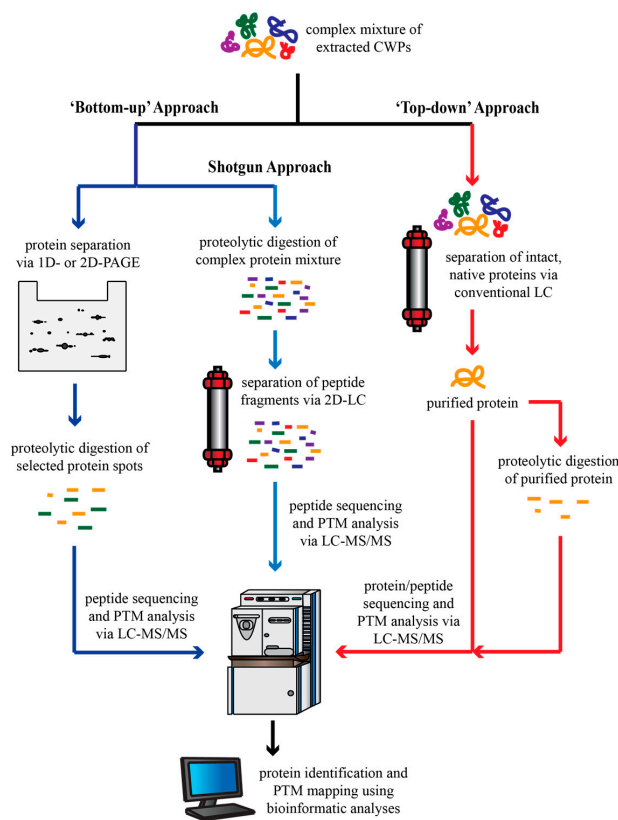 complex mixture of
extracted CWPs
'Bottom-up' Approach
'Top-down' Approach
Shotgun Approach
protein separation
via 1D- or 2D-PAGE
proteolytic digestion of
complex protein mixture
separation of intact,
native proteins via
conventional LC
separation of peptide
fragments via 2D-LC
purified protein
proteolytic digestion of
selected protein spots
proteolytic digestion
of purified protein
peptide sequencing
and PTM analysis
via LC-MS/MS
peptide sequencing
and PTM analysis
via LC-MS/MS
protein/peptide
sequencing and
PTM analysis via
LC-MS/MS
protein identification and
PTM mapping using
bioinformatic analyses